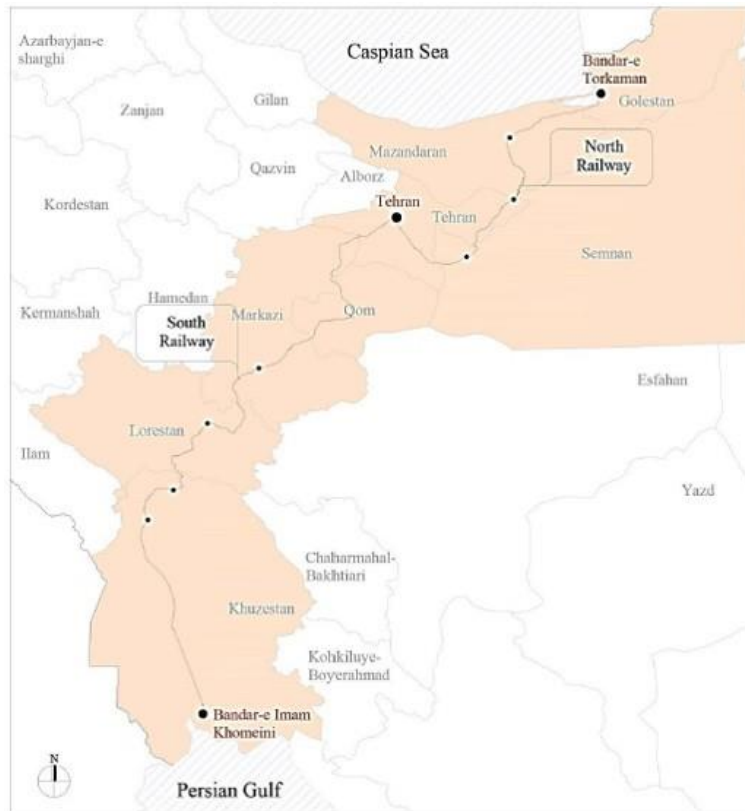 Azarbayjan-e
sharghi
Caspian Sea
Bandar-e
Torkaman
Gilan
Golestan
Zanjan
Mazandaran
North
Railway
Qazvin
Alborz
Kordestan
Tehran
Tehran
Semnan
Hamedan
Kermanshah
Markazi
Qom
South
Railway
Esfahan
Lorestan
Ilam
Yazd
Chaharmahal-
Bakhtiari
Khuzestan
Kohkiluye-
Boyerahmad
Bandar-e Imam
Khomeini
N
Persian Gulf